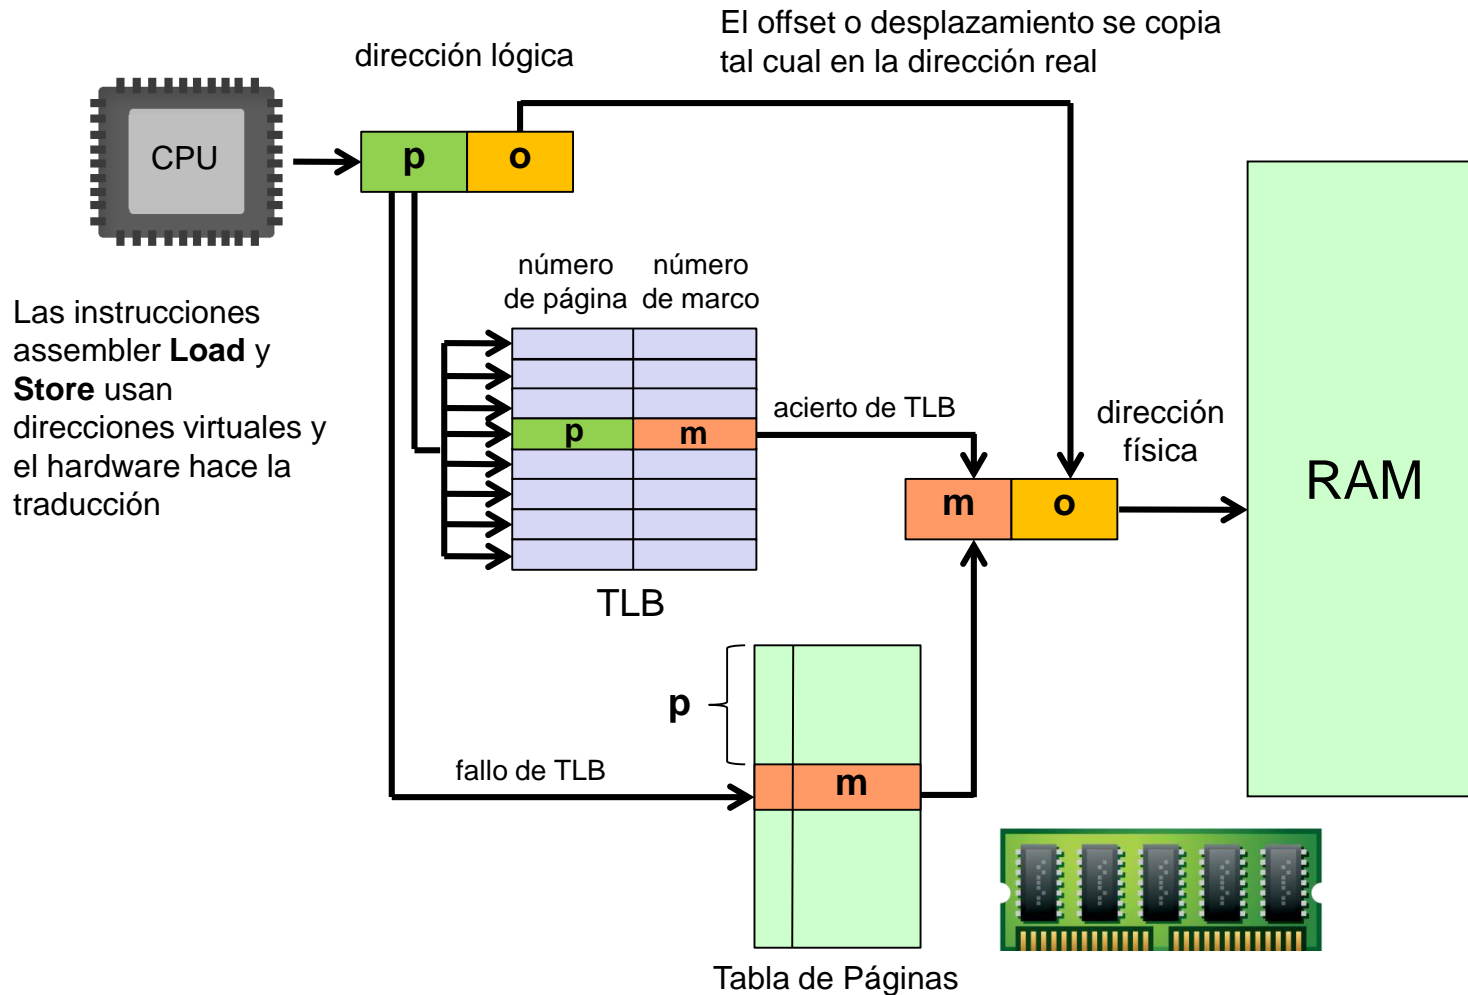 El offset o desplazamiento se copia
tal cual en la dirección real
dirección lógica
CPU
p
o
número
de página
número
de marco
Las instrucciones
assembler Load y
Store usan
direcciones virtuales y
el hardware hace la
traducción
p
m
acierto de TLB
dirección
física
m
o
RAM
TLB
p
fallo de TLB
m
Tabla de Páginas